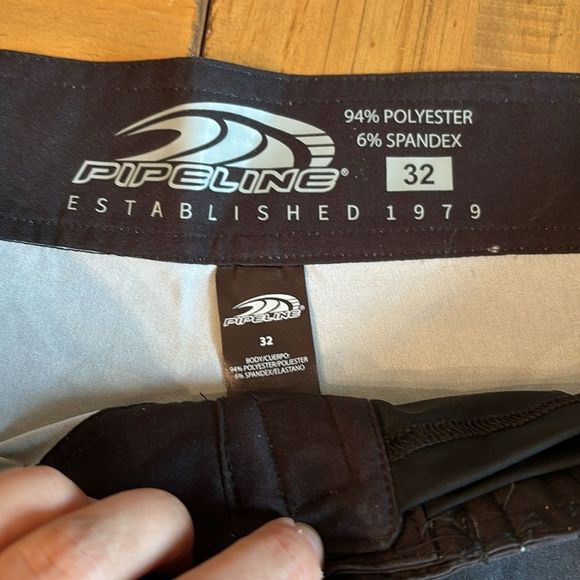 94% POLYESTER
6% SPANDEX
PIPELINE®
32
ESTABLISHED 1979
PIPELINE®
32
BODY/CUERPO:
94% POLYESTER/POLIESTER
6% SPANDEX/ELASTANO